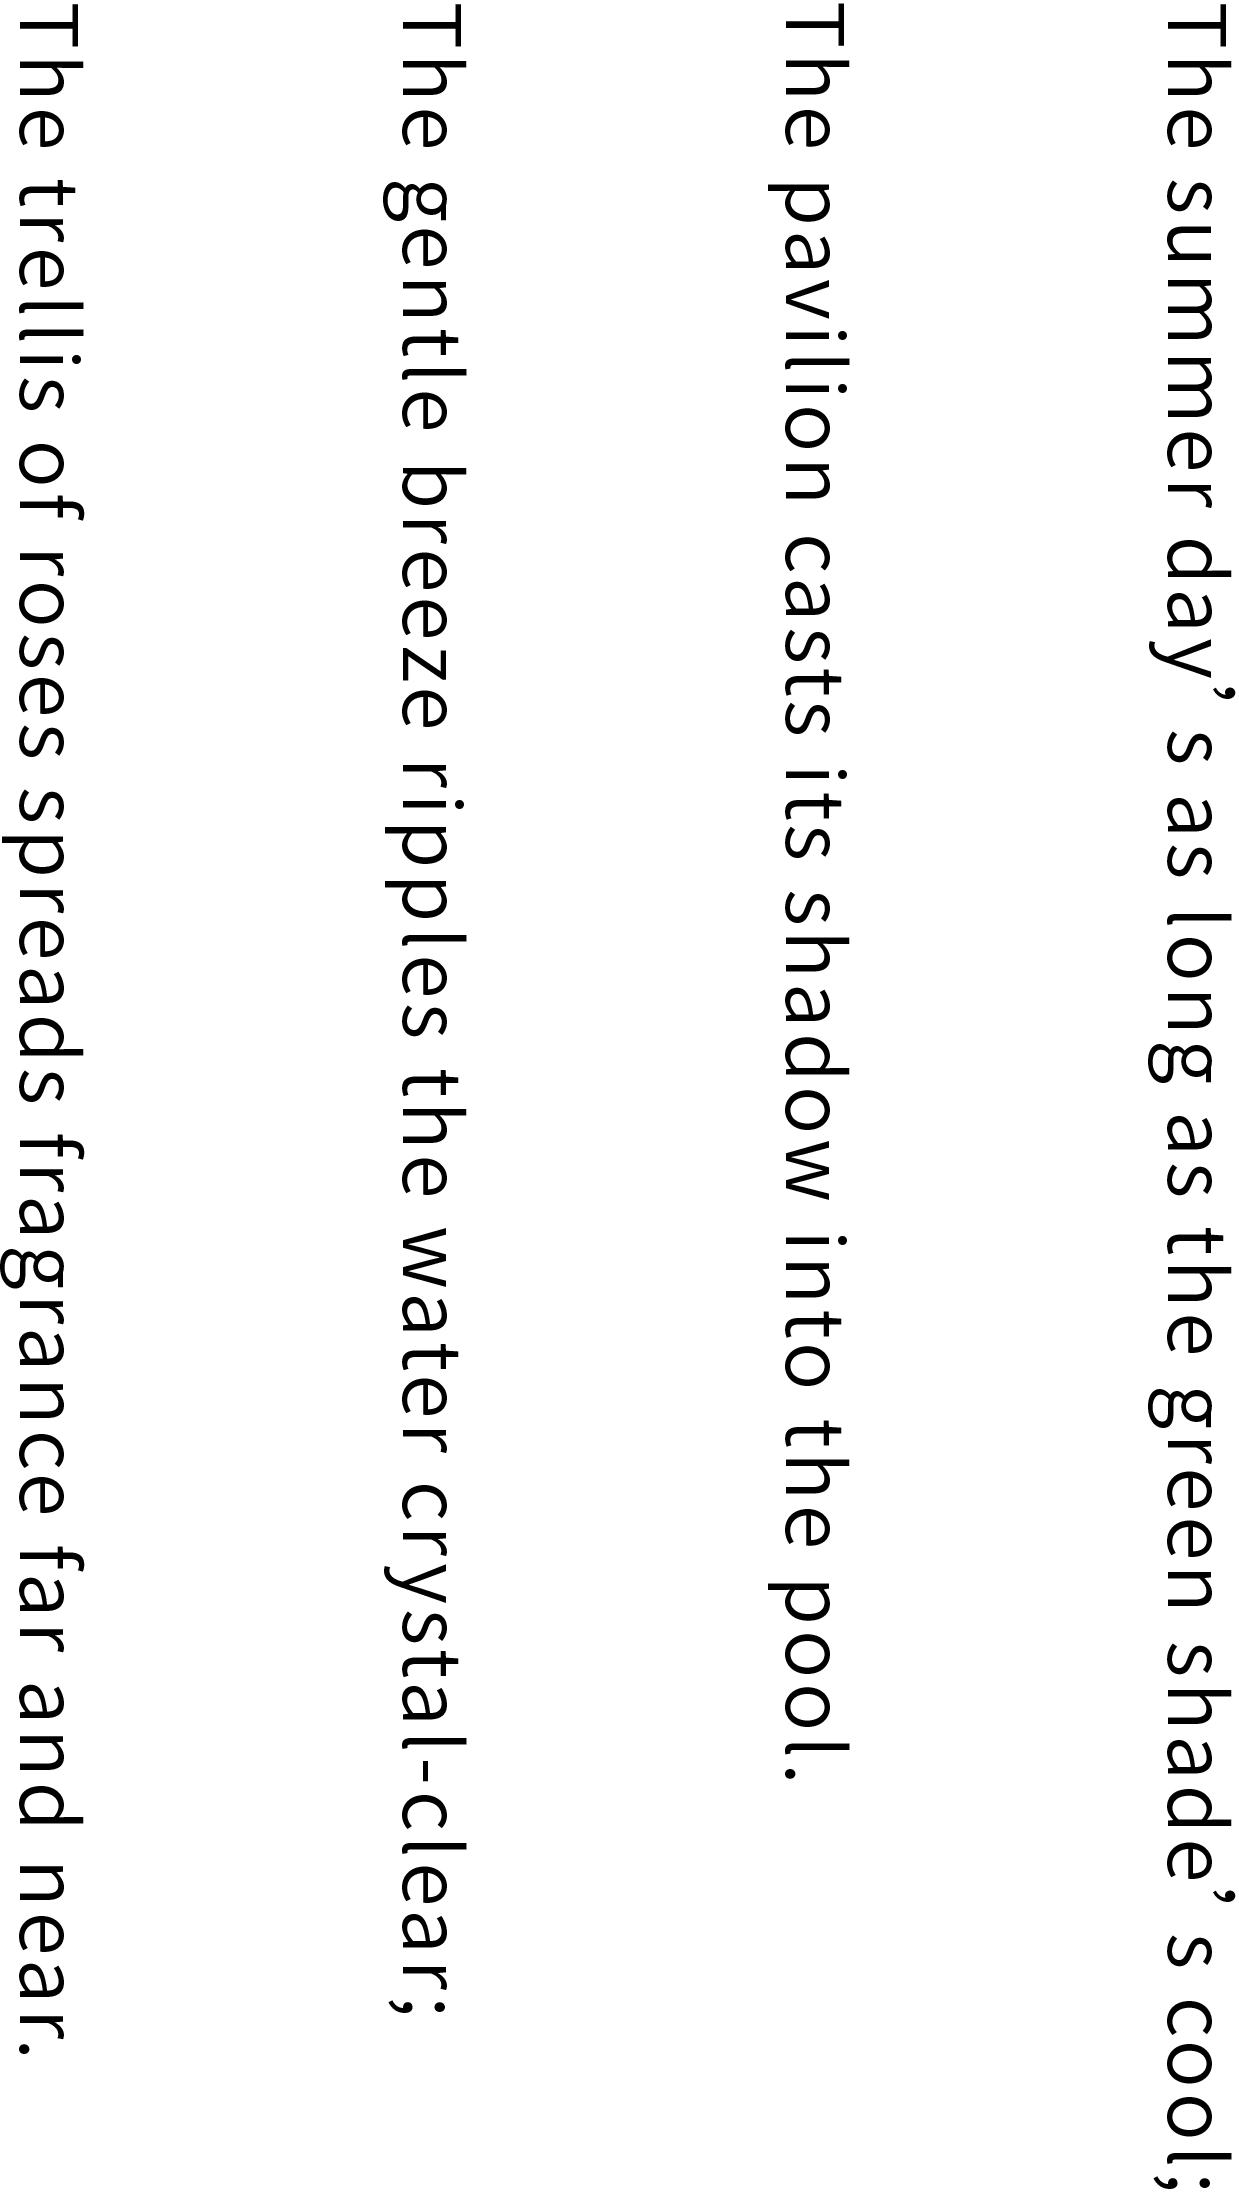 The summer day’s as long as the green shade’s cool;
The pavilion casts its shadow into the pool.
The gentle breeze ripples the water crystal-clear;
The trellis of roses spreads fragrance far and near.